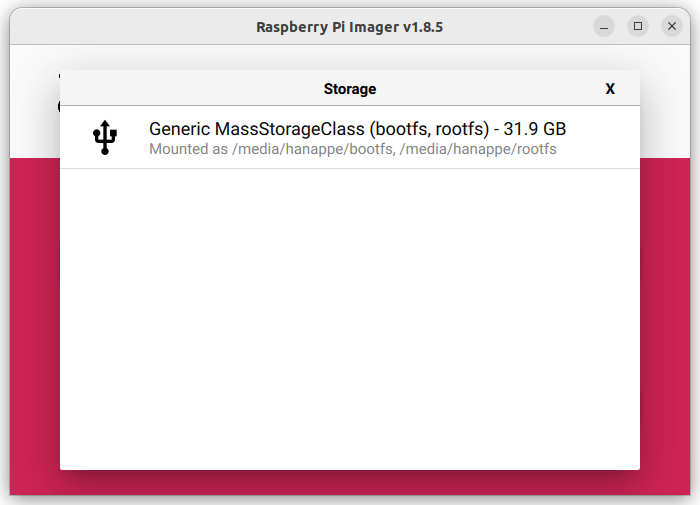 Raspberry Pi Imager v1.8.5
Storage
X
Generic MassStorageClass (bootfs, rootfs) - 31.9 GB
Mounted as /media/hanappe/bootfs, /media/hanappe/rootfs